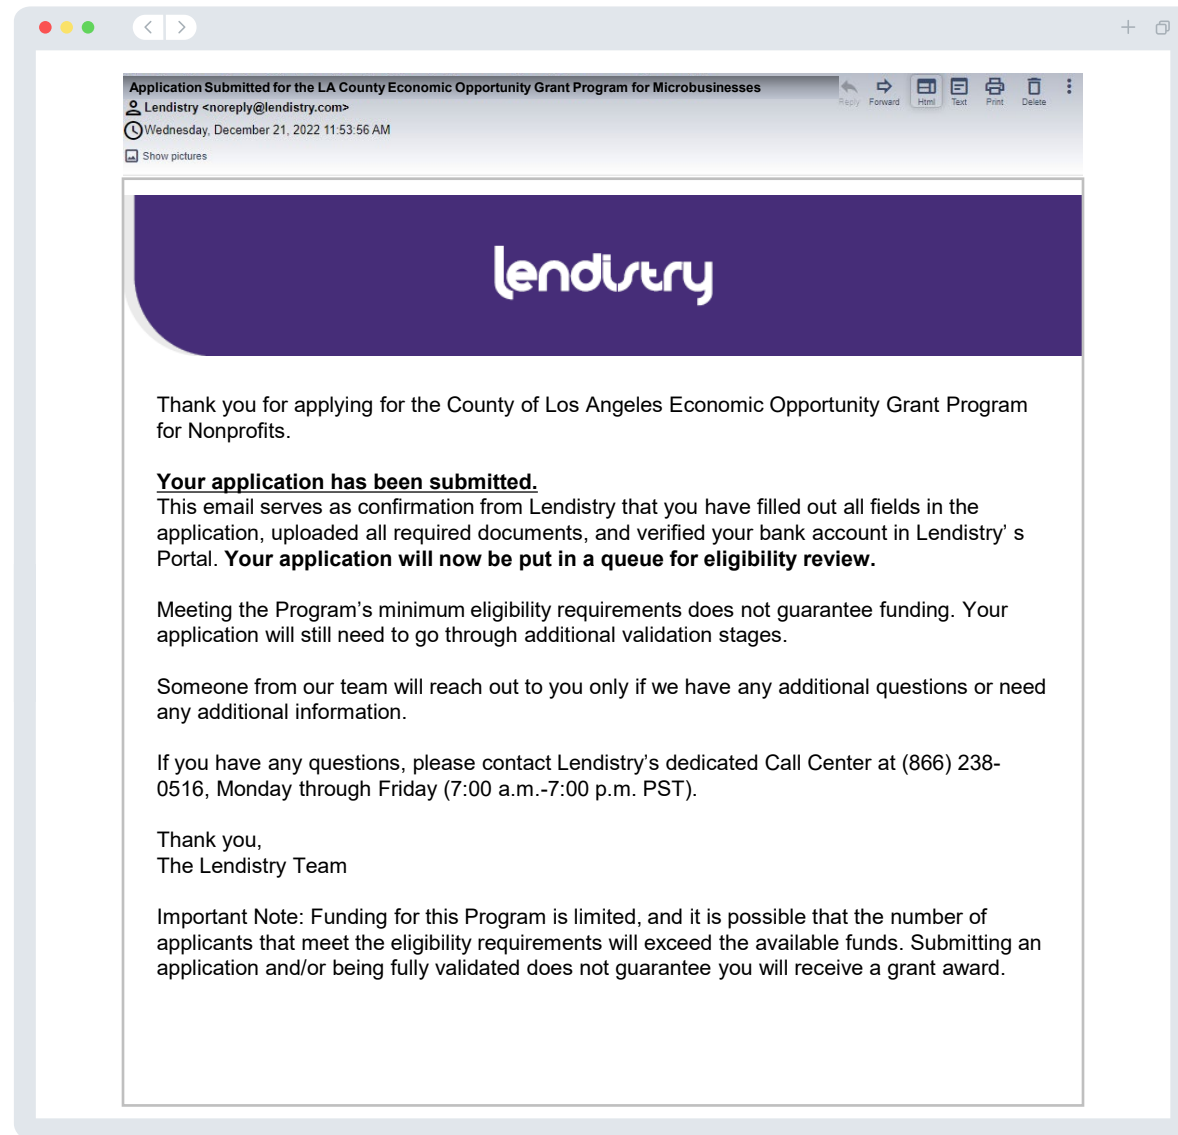 Application Submitted for the LA County Economic Opportunity Grant Program for Microbusinesses
Lendistry <noreply@lendistry.com>
Wednesday, December 21, 2022 11:53:56 AM
Reply Forward Html Text Print Delete
Show pictures
lendistry
Thank you for applying for the County of Los Angeles Economic Opportunity Grant Program
for Nonprofits.
Your application has been submitted.
This email serves as confirmation from Lendistry that you have filled out all fields in the
application, uploaded all required documents, and verified your bank account in Lendistry’ s
Portal. Your application will now be put in a queue for eligibility review.
Meeting the Program’s minimum eligibility requirements does not guarantee funding. Your
application will still need to go through additional validation stages.
Someone from our team will reach out to you only if we have any additional questions or need
any additional information.
If you have any questions, please contact Lendistry’s dedicated Call Center at (866) 238-
0516, Monday through Friday (7:00 a.m.-7:00 p.m. PST).
Thank you,
The Lendistry Team
Important Note: Funding for this Program is limited, and it is possible that the number of
applicants that meet the eligibility requirements will exceed the available funds. Submitting an
application and/or being fully validated does not guarantee you will receive a grant award.